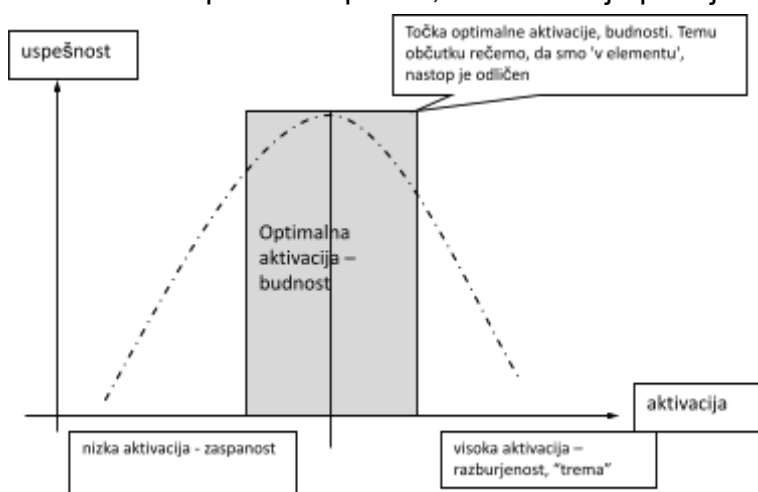 uspešnost
Točka optimalne aktivacije, budnosti. Temu
občutku rečemo, da smo 'v elementu',
nastop je odličen
Optimalna
aktivacija –
budnost
aktivacija
nizka aktivacija - zaspanost
visoka aktivacija –
razburjenost, “trema”